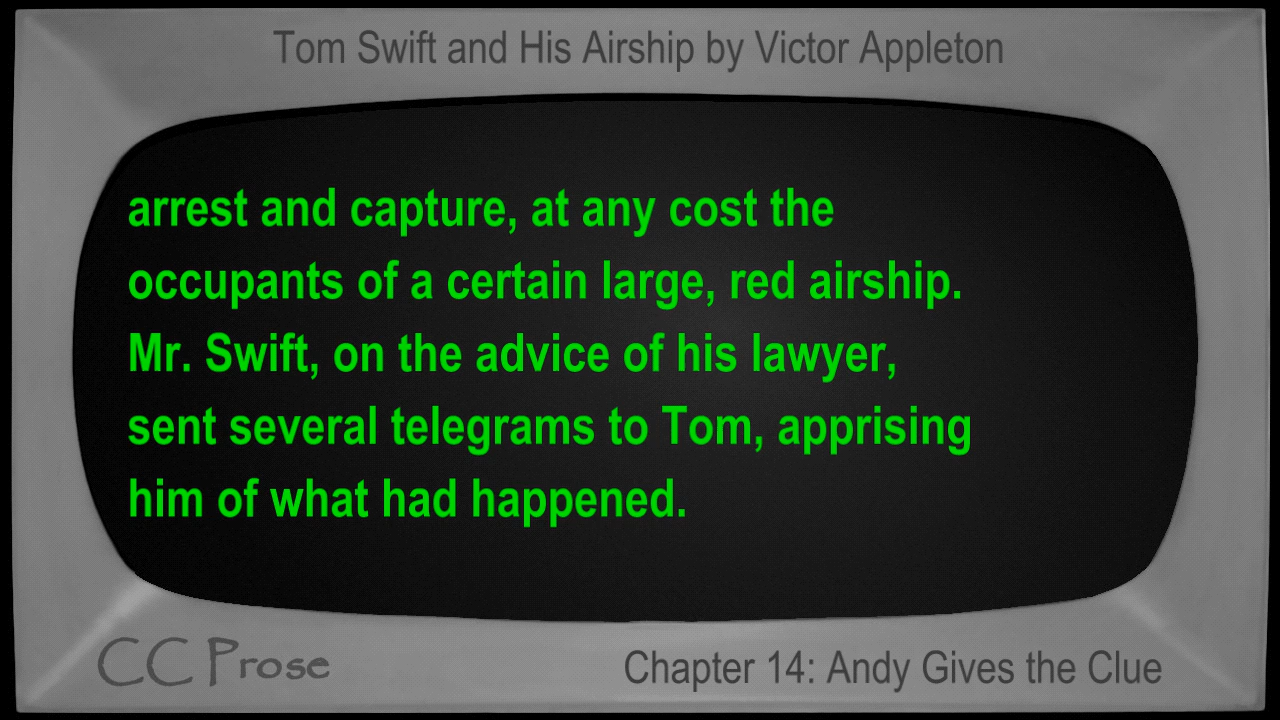 Tom Swift and His Airship by Victor Appleton
arrest and capture, at any cost the
occupants of a certain large, red airship.
Mr. Swift, on the advice of his lawyer,
sent several telegrams to Tom, apprising
him of what had happened.
CC Prose
Chapter 14: Andy Gives the Clue